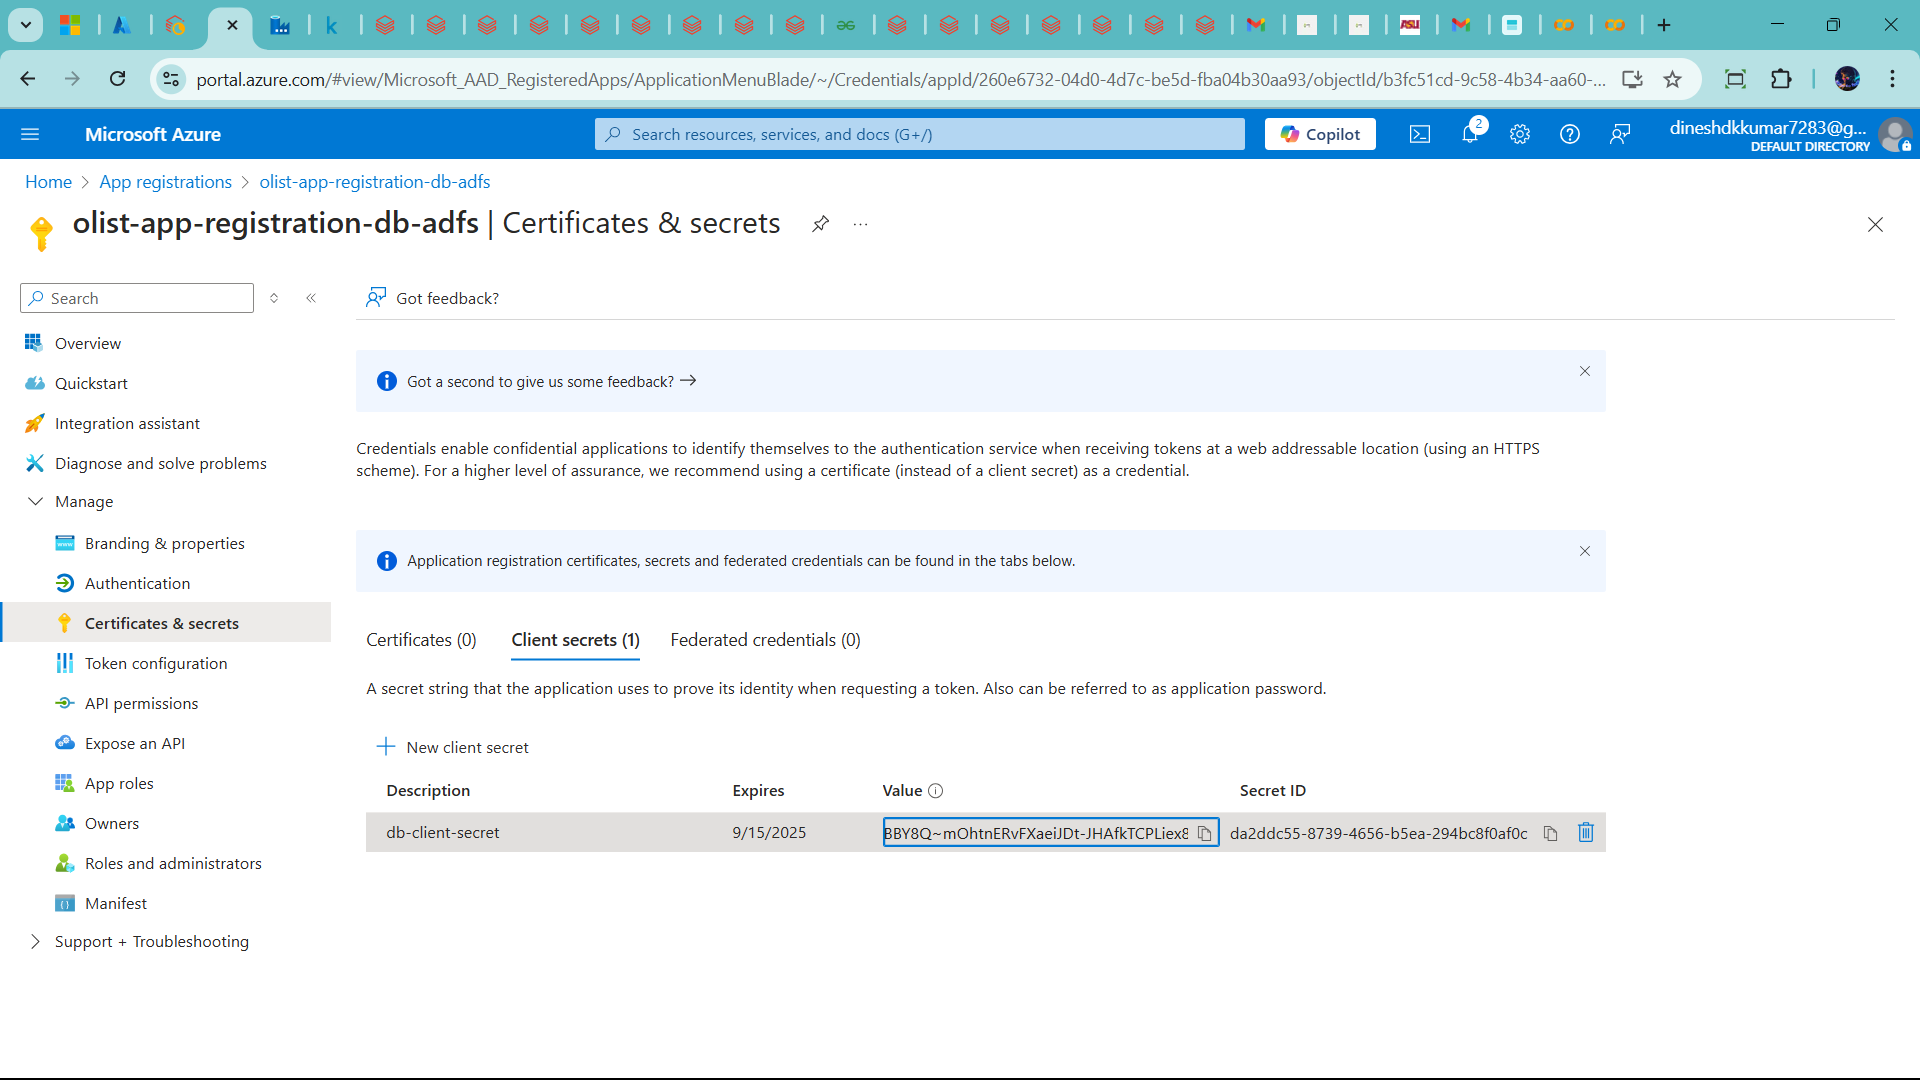 portal.azure.com/#view/Microsoft_AAD_RegisteredApps/ApplicationMenuBlade/~/Credentials/appId/260e6732-04d0-4d7c-be5d-fba04b30aa93/objectId/b3fc51cd-9c58-4b34-aa60-...
Microsoft Azure
Search resources, services, and docs (G+/)
Copilot
2
dineshdkkumar7283@g...
DEFAULT DIRECTORY
Home > App registrations > olist-app-registration-db-adfs
olist-app-registration-db-adfs | Certificates & secrets
Search
Got feedback?
Overview
Quickstart
Integration assistant
Diagnose and solve problems
Manage
Branding & properties
Authentication
Certificates & secrets
Token configuration
API permissions
Expose an API
App roles
Owners
Roles and administrators
Manifest
Support + Troubleshooting
Got a second to give us some feedback? →
Credentials enable confidential applications to identify themselves to the authentication service when receiving tokens at a web addressable location (using an HTTPS
scheme). For a higher level of assurance, we recommend using a certificate (instead of a client secret) as a credential.
Application registration certificates, secrets and federated credentials can be found in the tabs below.
Certificates (0) Client secrets (1) Federated credentials (0)
A secret string that the application uses to prove its identity when requesting a token. Also can be referred to as application password.
New client secret
Description Expires Value Secret ID
db-client-secret 9/15/2025 BBY8Q~mOhtnERvFXaeiJDt-JHAfkTCPLiex8 da2ddc55-8739-4656-b5ea-294bc8f0af0c